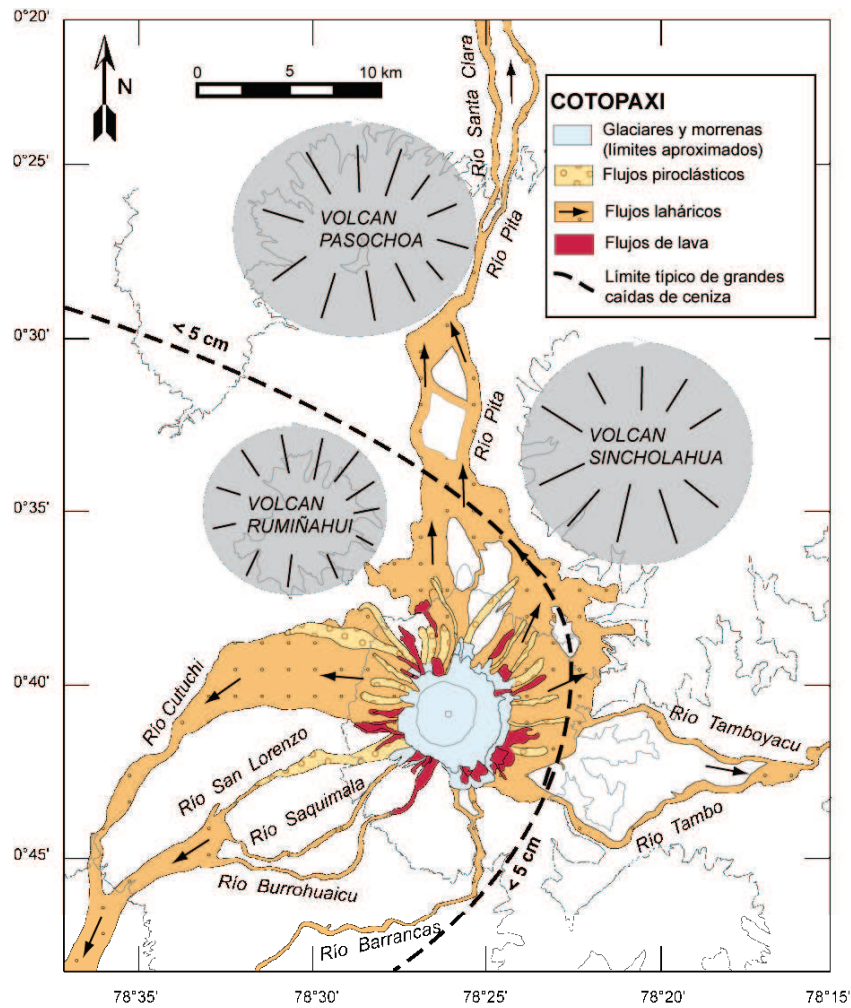 0°20'
0°25'
0°30'
0°35'
0°40'
0°45'
N
0 5 10 km
COTOPAXI
Glaciares y morrenas
(límites aproximados)
Flujos piroclásticos
Flujos laháricos
Flujos de lava
Límite típico de grandes
caídas de ceniza
Río Santa Clara
VOLCAN
PASOCHOA
Río Pita
< 5 cm
Río Pita
VOLCAN
SINCHOLAHUA
VOLCAN
RUMIÑAHUI
Río Cutuchi
Río San Lorenzo
Río Saquimala
Río Burrohuaicu
Río Barrancas
Río Tamboyacu
Río Tambo
< 5 cm
78°35' 78°30' 78°25' 78°20' 78°15'